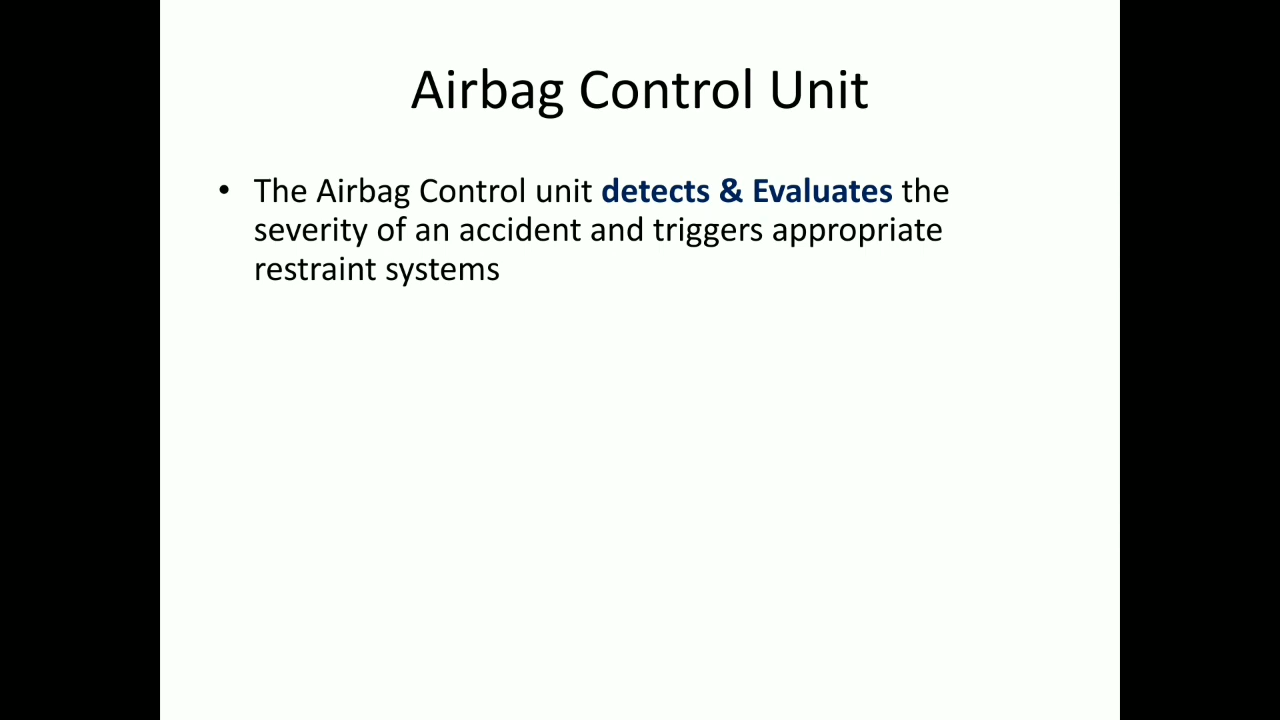 Airbag Control Unit
• The Airbag Control unit detects & Evaluates the
severity of an accident and triggers appropriate
restraint systems